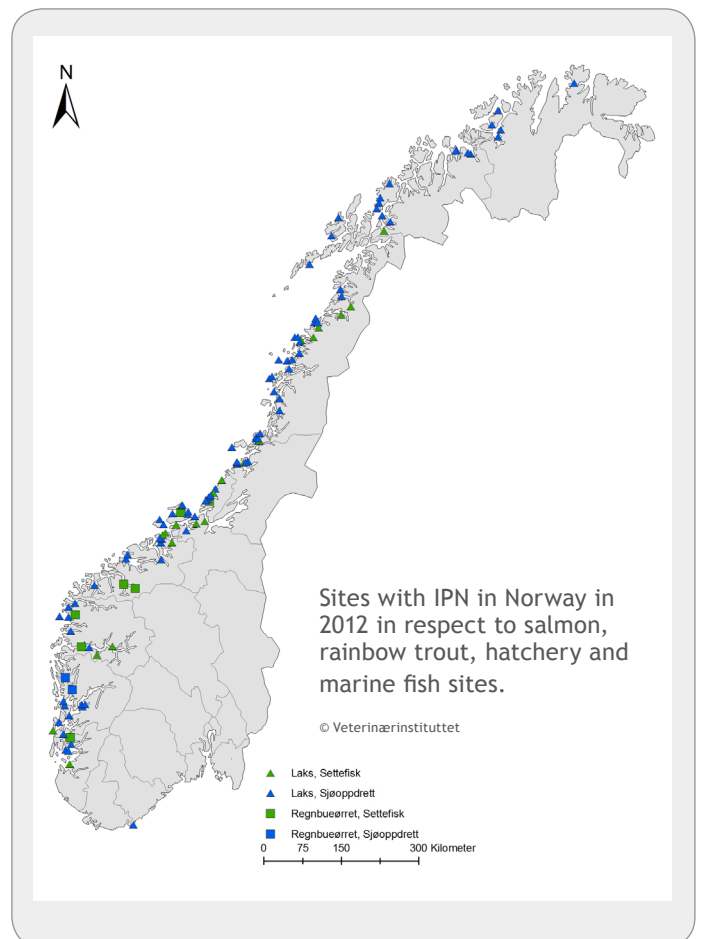 N
Sites with IPN in Norway in
2012 in respect to salmon,
rainbow trout, hatchery and
marine fish sites.
© Veterinærinstituttet
Laks, Settefisk
Laks, Sjøoppdrett
Regnbueørret, Settefisk
Regnbueørret, Sjøoppdrett
0 75 150 300 Kilometer